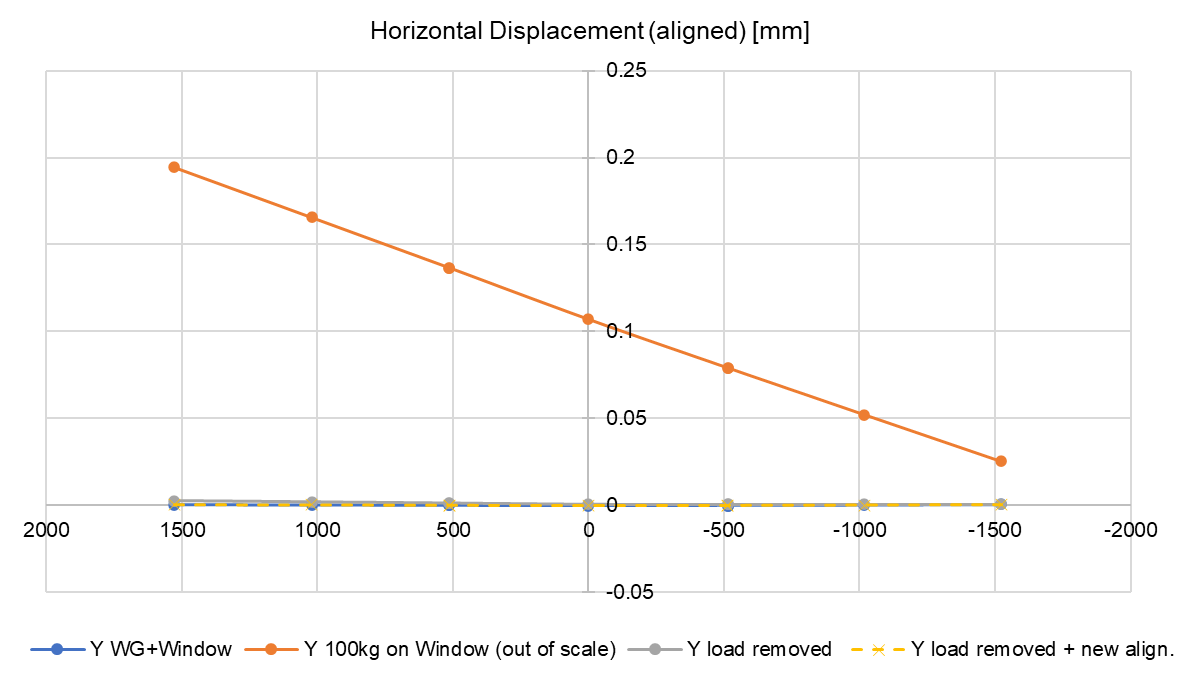 Horizontal Displacement (aligned) [mm]
0.25
0.2
0.15
0.1
0.05
0
2000 1500 1000 500 0 -500 -1000 -1500 -2000
-0.05
Y WG+Window Y 100kg on Window (out of scale) Y load removed Y load removed + new align.